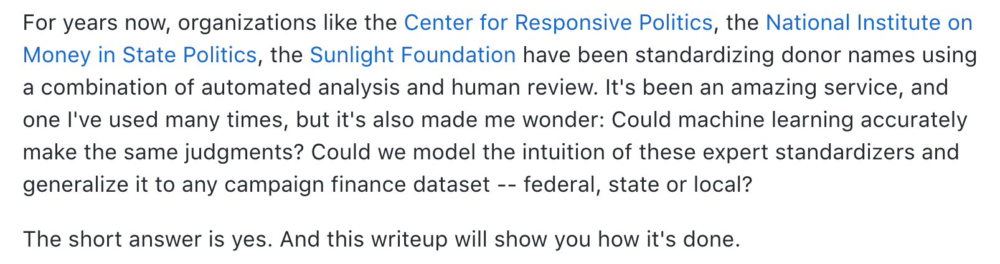 For years now, organizations like the Center for Responsive Politics, the National Institute on
Money in State Politics, the Sunlight Foundation have been standardizing donor names using
a combination of automated analysis and human review. It's been an amazing service, and
one I've used many times, but it's also made me wonder: Could machine learning accurately
make the same judgments? Could we model the intuition of these expert standardizers and
generalize it to any campaign finance dataset -- federal, state or local?
The short answer is yes. And this writeup will show you how it's done.